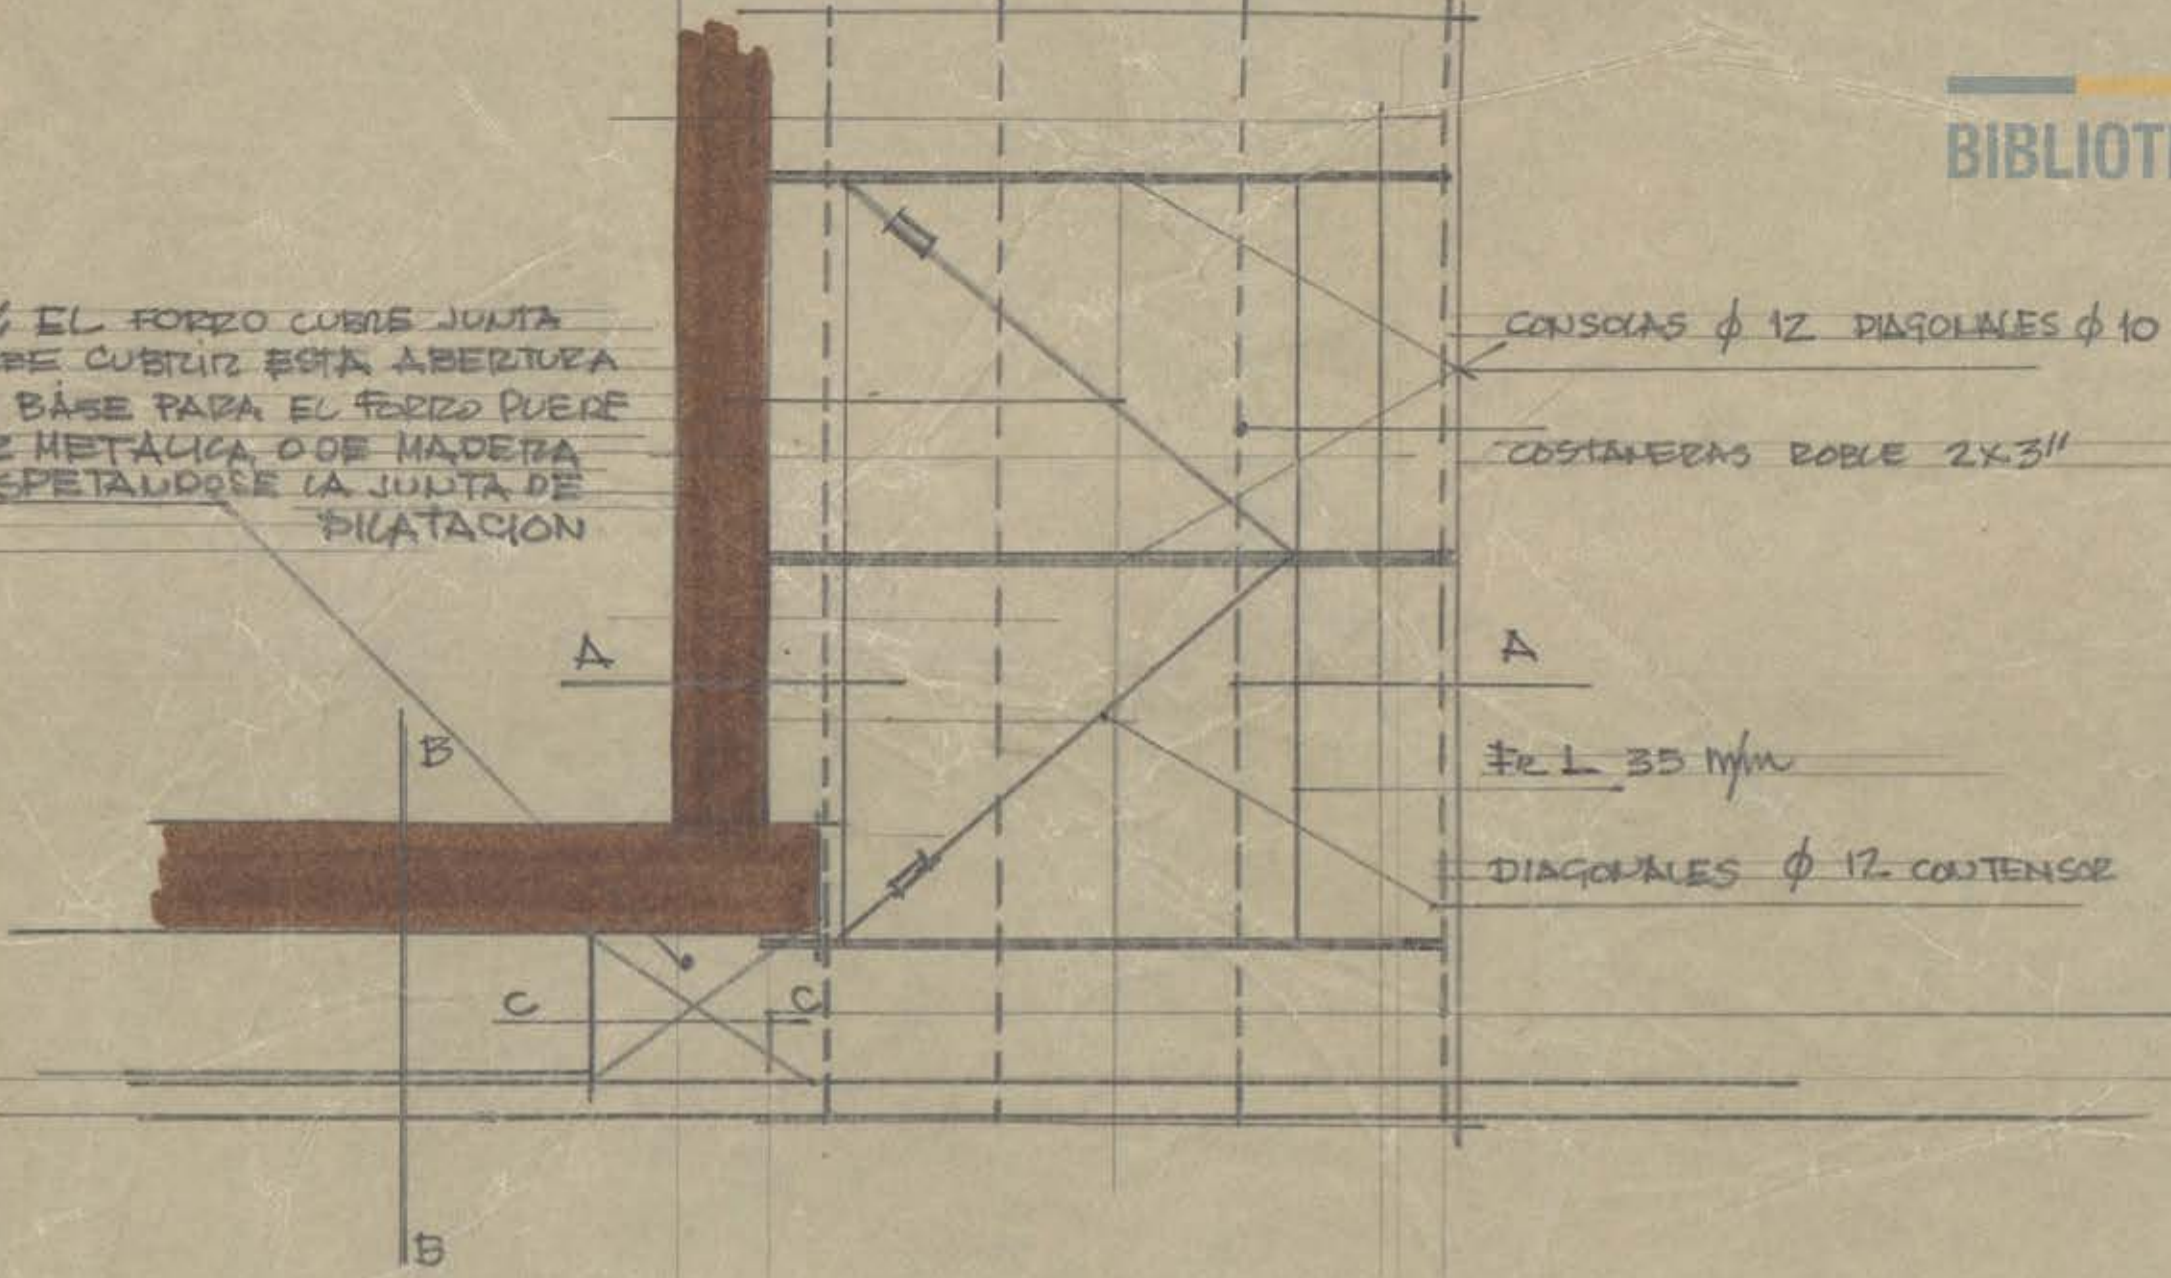 EL FORRO CUBRE JUNTA
CUBRIR ESTA ABERTURA
BASE PARA EL FORRO PUEDE
METALICA O DE MADERA
LA JUNTA DE
DILATACION
BIBLIOT
CONSOLAS ϕ 12 DIAGONALES ϕ 10
COSTANERAS ROBLE 2X3"
A
A
Fe L 35 m/m
DIAGONALES ϕ 12 CON TENSOR
B
C
C
B